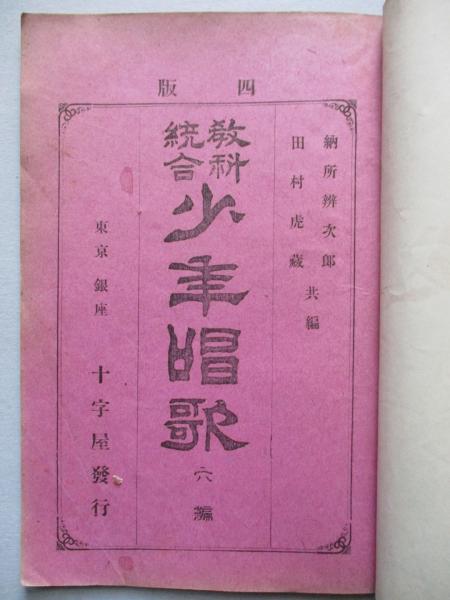 四版
納所辨次郎
田村虎藏
共編
教科
統合
少年唱歌
六編
東京銀座
十字屋發行